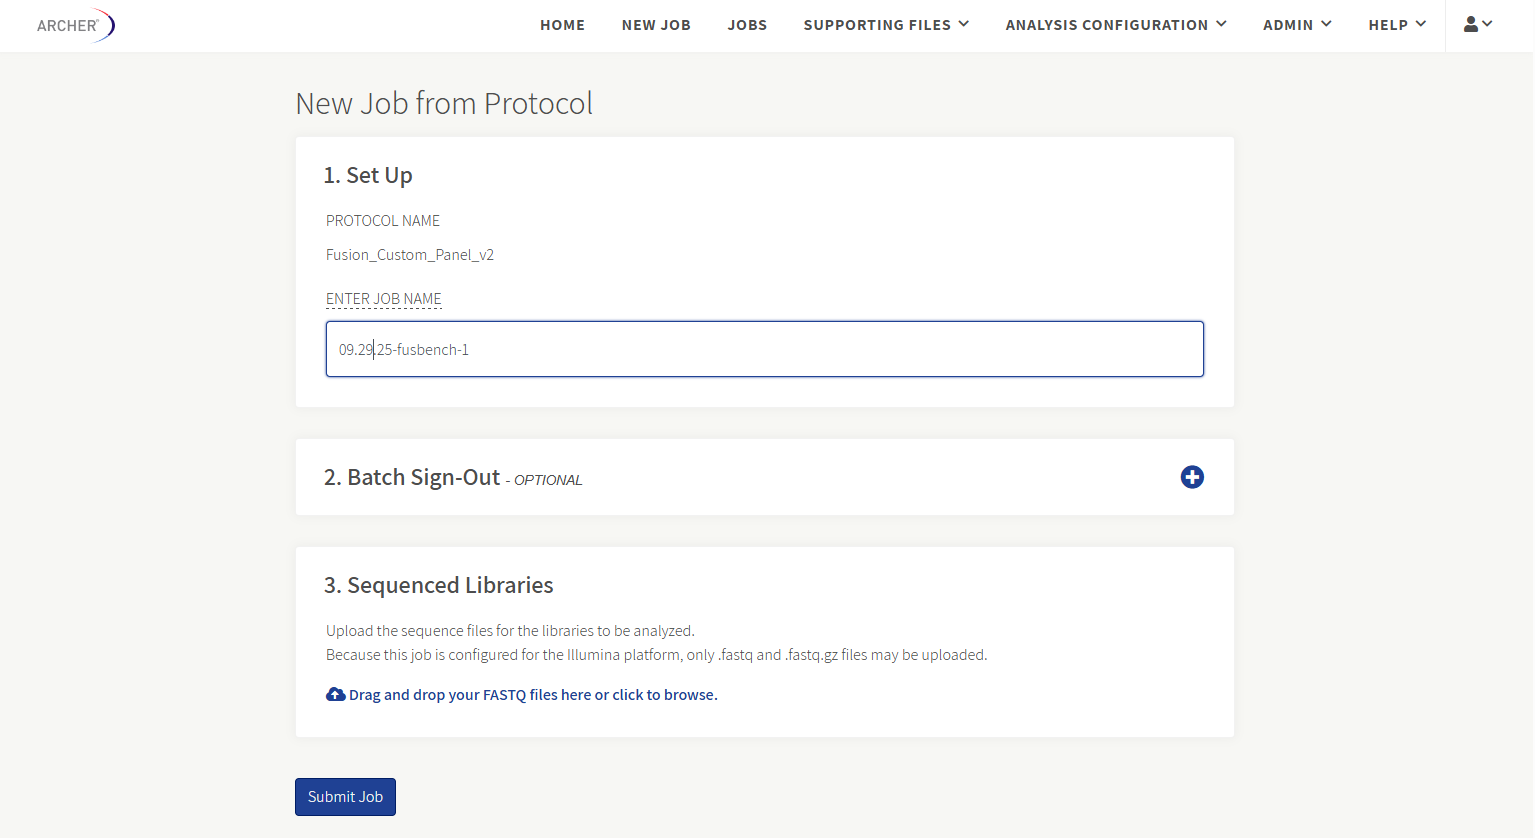 ARCHER
HOME NEW JOB JOBS SUPPORTING FILES ANALYSIS CONFIGURATION ADMIN HELP
New Job from Protocol
1. Set Up
PROTOCOL NAME
Fusion_Custom_Panel_v2
ENTER JOB NAME
09.29.25-fusbench-1
2. Batch Sign-Out - OPTIONAL
3. Sequenced Libraries
Upload the sequence files for the libraries to be analyzed.
Because this job is configured for the Illumina platform, only .fastq and .fastq.gz files may be uploaded.
Drag and drop your FASTQ files here or click to browse.
Submit Job